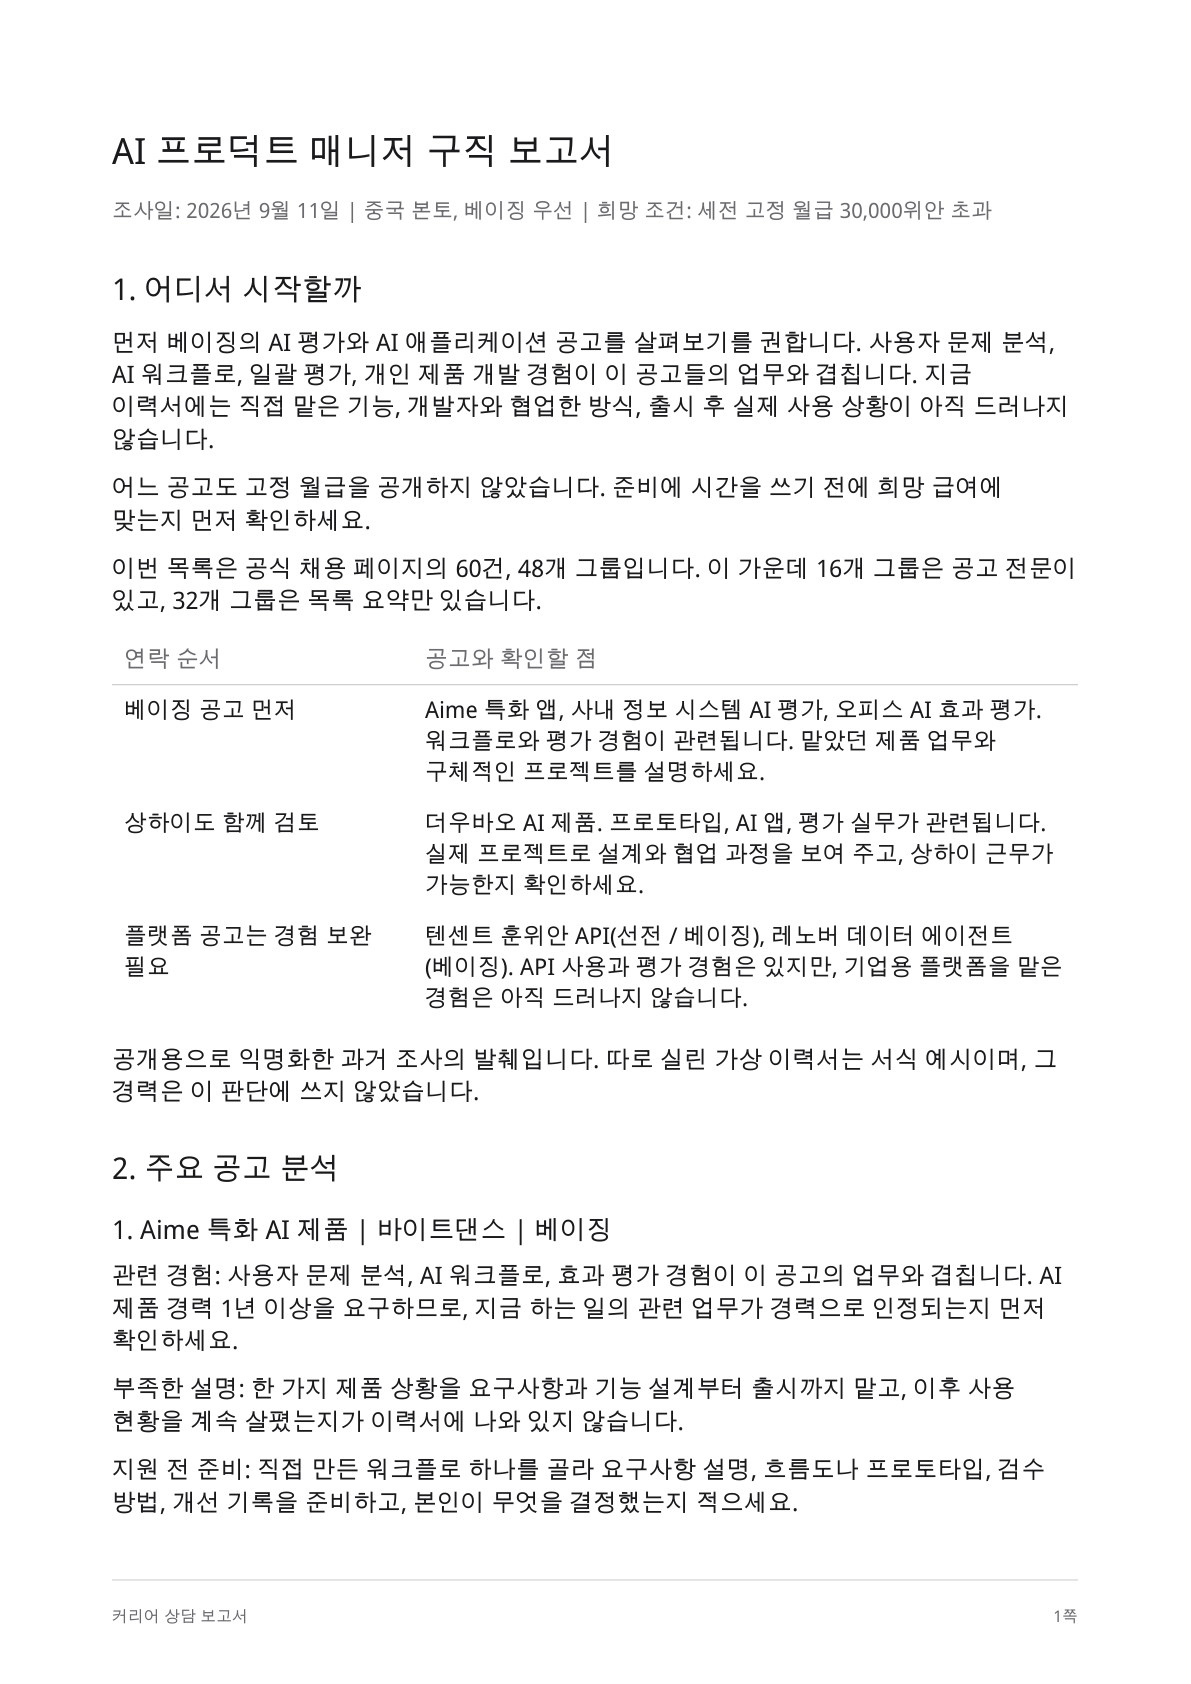 AI 프로덕트 매니저 구직 보고서
조사일: 2026년 9월 11일 | 중국 본토, 베이징 우선 | 희망 조건: 세전 고정 월급 30,000위안 초과
1. 어디서 시작할까
먼저 베이징의 AI 평가와 AI 애플리케이션 공고를 살펴보기를 권합니다. 사용자 문제 분석,
AI 워크플로, 일괄 평가, 개인 제품 개발 경험이 이 공고들의 업무와 겹칩니다. 지금
이력서에는 직접 맡은 기능, 개발자와 협업한 방식, 출시 후 실제 사용 상황이 아직 드러나지
않습니다.
어느 공고도 고정 월급을 공개하지 않았습니다. 준비에 시간을 쓰기 전에 희망 급여에
맞는지 먼저 확인하세요.
이번 목록은 공식 채용 페이지의 60건, 48개 그룹입니다. 이 가운데 16개 그룹은 공고 전문이
있고, 32개 그룹은 목록 요약만 있습니다.
연락 순서 공고와 확인할 점
베이징 공고 먼저 Aime 특화 앱, 사내 정보 시스템 AI 평가, 오피스 AI 효과 평가.
워크플로와 평가 경험이 관련됩니다. 맡았던 제품 업무와
구체적인 프로젝트를 설명하세요.
상하이도 함께 검토 더우바오 AI 제품. 프로토타입, AI 앱, 평가 실무가 관련됩니다.
실제 프로젝트로 설계와 협업 과정을 보여 주고, 상하이 근무가
가능한지 확인하세요.
플랫폼 공고는 경험 보완 텐센트 훈위안 API(선전 / 베이징), 레노버 데이터 에이전트
필요 (베이징). API 사용과 평가 경험은 있지만, 기업용 플랫폼을 맡은
경험은 아직 드러나지 않습니다.
공개용으로 익명화한 과거 조사의 발췌입니다. 따로 실린 가상 이력서는 서식 예시이며, 그
경력은 이 판단에 쓰지 않았습니다.
2. 주요 공고 분석
1. Aime 특화 AI 제품 | 바이트댄스 | 베이징
관련 경험: 사용자 문제 분석, AI 워크플로, 효과 평가 경험이 이 공고의 업무와 겹칩니다. AI
제품 경력 1년 이상을 요구하므로, 지금 하는 일의 관련 업무가 경력으로 인정되는지 먼저
확인하세요.
부족한 설명: 한 가지 제품 상황을 요구사항과 기능 설계부터 출시까지 맡고, 이후 사용
현황을 계속 살폈는지가 이력서에 나와 있지 않습니다.
지원 전 준비: 직접 만든 워크플로 하나를 골라 요구사항 설명, 흐름도나 프로토타입, 검수
방법, 개선 기록을 준비하고, 본인이 무엇을 결정했는지 적으세요.
커리어 상담 보고서 1쪽